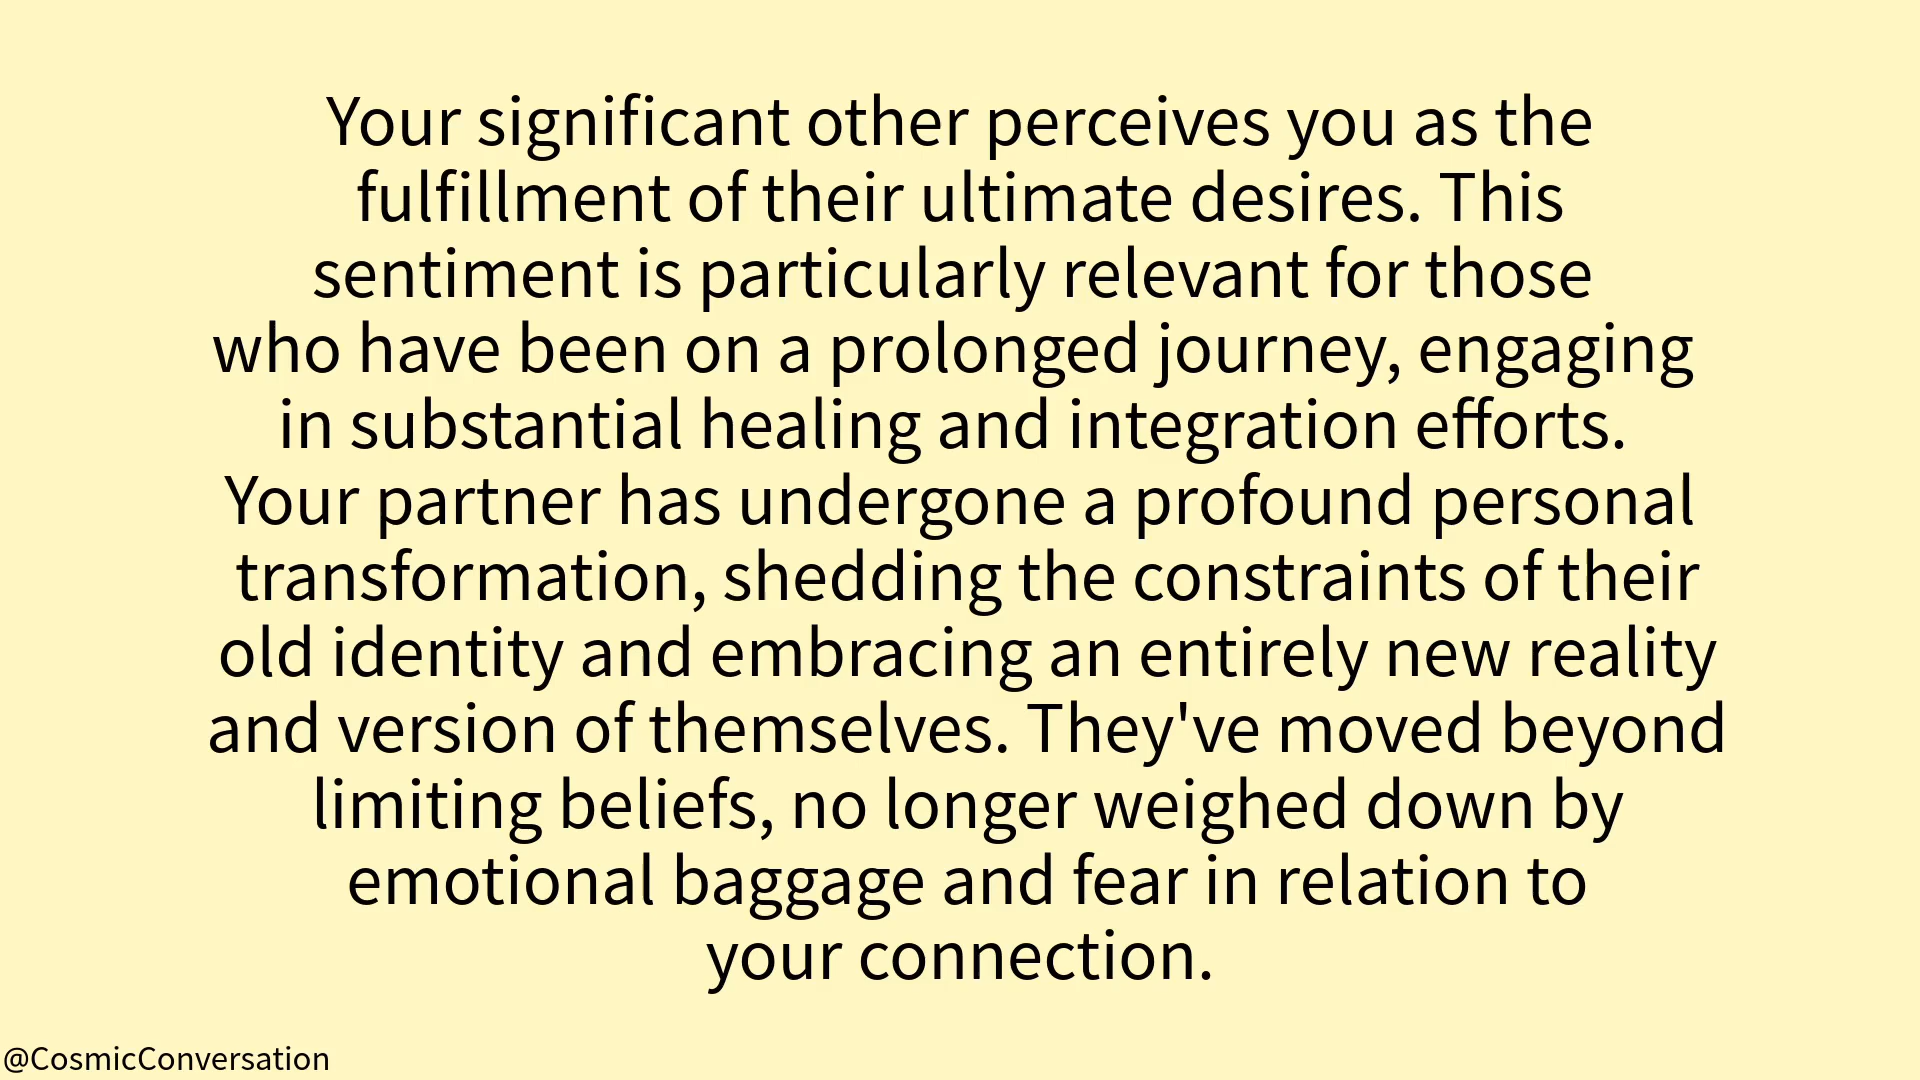 Your significant other perceives you as the
fulfillment of their ultimate desires. This
sentiment is particularly relevant for those
who have been on a prolonged journey, engaging
in substantial healing and integration efforts.
Your partner has undergone a profound personal
transformation, shedding the constraints of their
old identity and embracing an entirely new reality
and version of themselves. They've moved beyond
limiting beliefs, no longer weighed down by
emotional baggage and fear in relation to
your connection.
@CosmicConversation